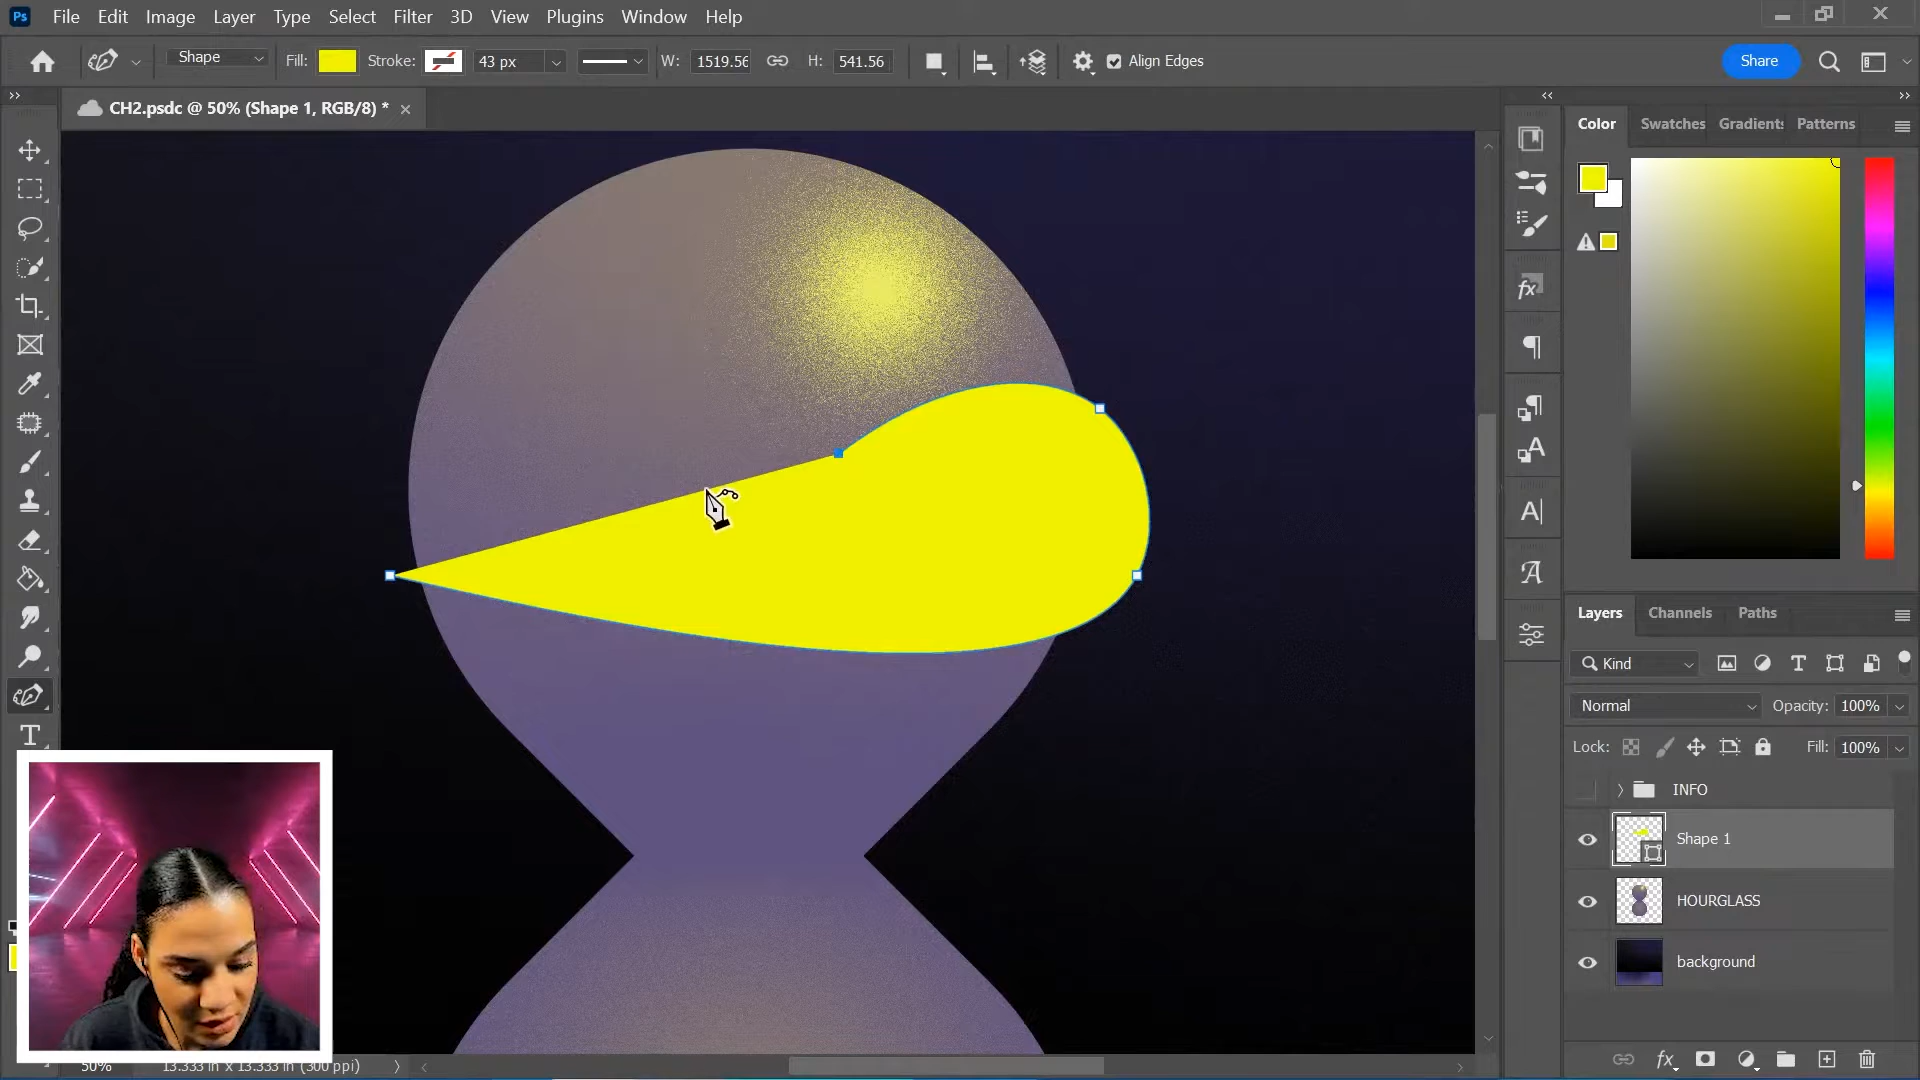 Ps File Edit Image Layer Type Select Filter 3D View Plugins Window Help
Shape Fill: Stroke: 43 px W: 1519.56 H: 541.56 Align Edges Share
CH2.psdc @ 50% (Shape 1, RGB/8) *
Color Swatches Gradients Patterns
Layers Channels Paths
Kind
Normal Opacity: 100%
Lock: Fill: 100%
INFO
Shape 1
HOURGLASS
background
50% 13.333 in x 13.333 in (300 ppi)